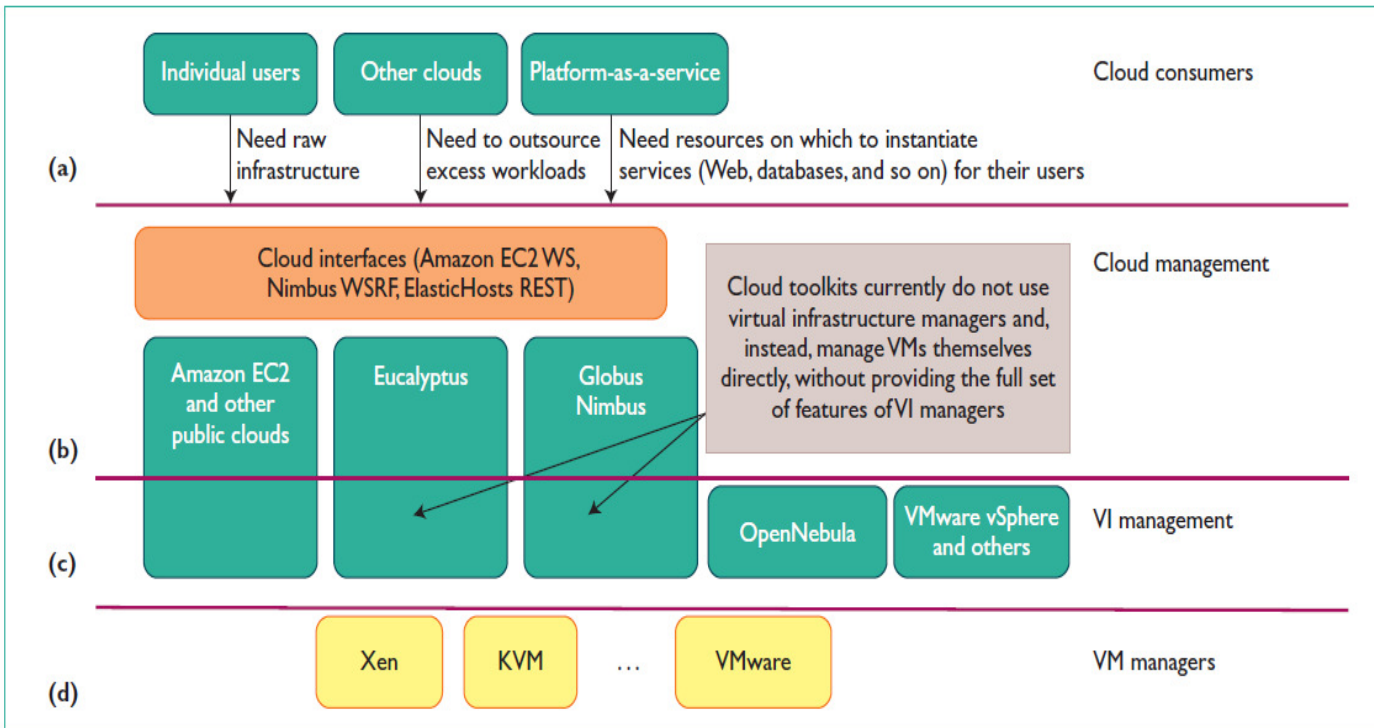 Individual users
Other clouds
Platform-as-a-service
Cloud consumers
Need raw
infrastructure
Need to outsource
excess workloads
Need resources on which to instantiate
services (Web, databases, and so on) for their users
(a)
Cloud interfaces (Amazon EC2 WS,
Nimbus WSRF, ElasticHosts REST)
Cloud management
Cloud toolkits currently do not use
virtual infrastructure managers and,
instead, manage VMs themselves
directly, without providing the full set
of features of VI managers
Amazon EC2
and other
public clouds
Eucalyptus
Globus
Nimbus
(b)
OpenNebula
VMware vSphere
and others
VI management
(c)
Xen
KVM
...
VMware
VM managers
(d)